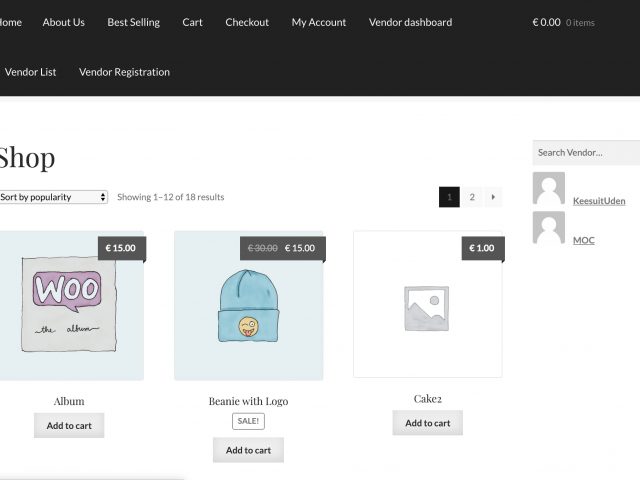 Home About Us Best Selling Cart Checkout My Account Vendor dashboard € 0.00 0 items
Vendor List Vendor Registration
Shop
Search Vendor...
Sort by popularity Showing 1–12 of 18 results 1 2
KeesuitUden
MOC
€ 15.00 € 30.00 € 15.00 € 1.00
WOO
the album
Album Beanie with Logo Cake2
SALE!
Add to cart Add to cart Add to cart